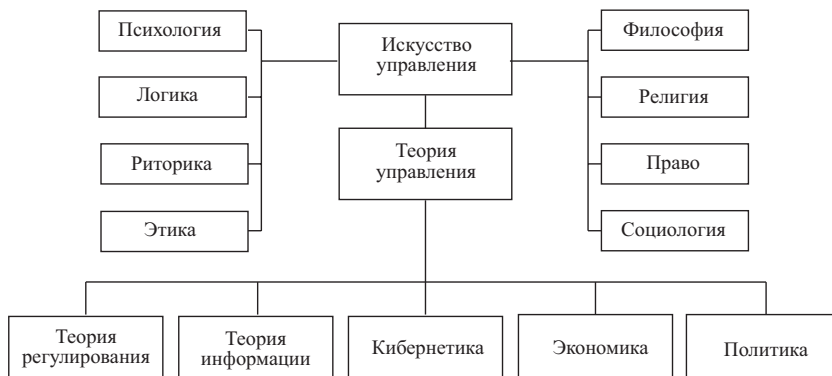 Психология
Логика
Риторика
Этика
Искусство
управления
Теория
управления
Философия
Религия
Право
Социология
Теория
регулирования
Теория
информации
Кибернетика
Экономика
Политика